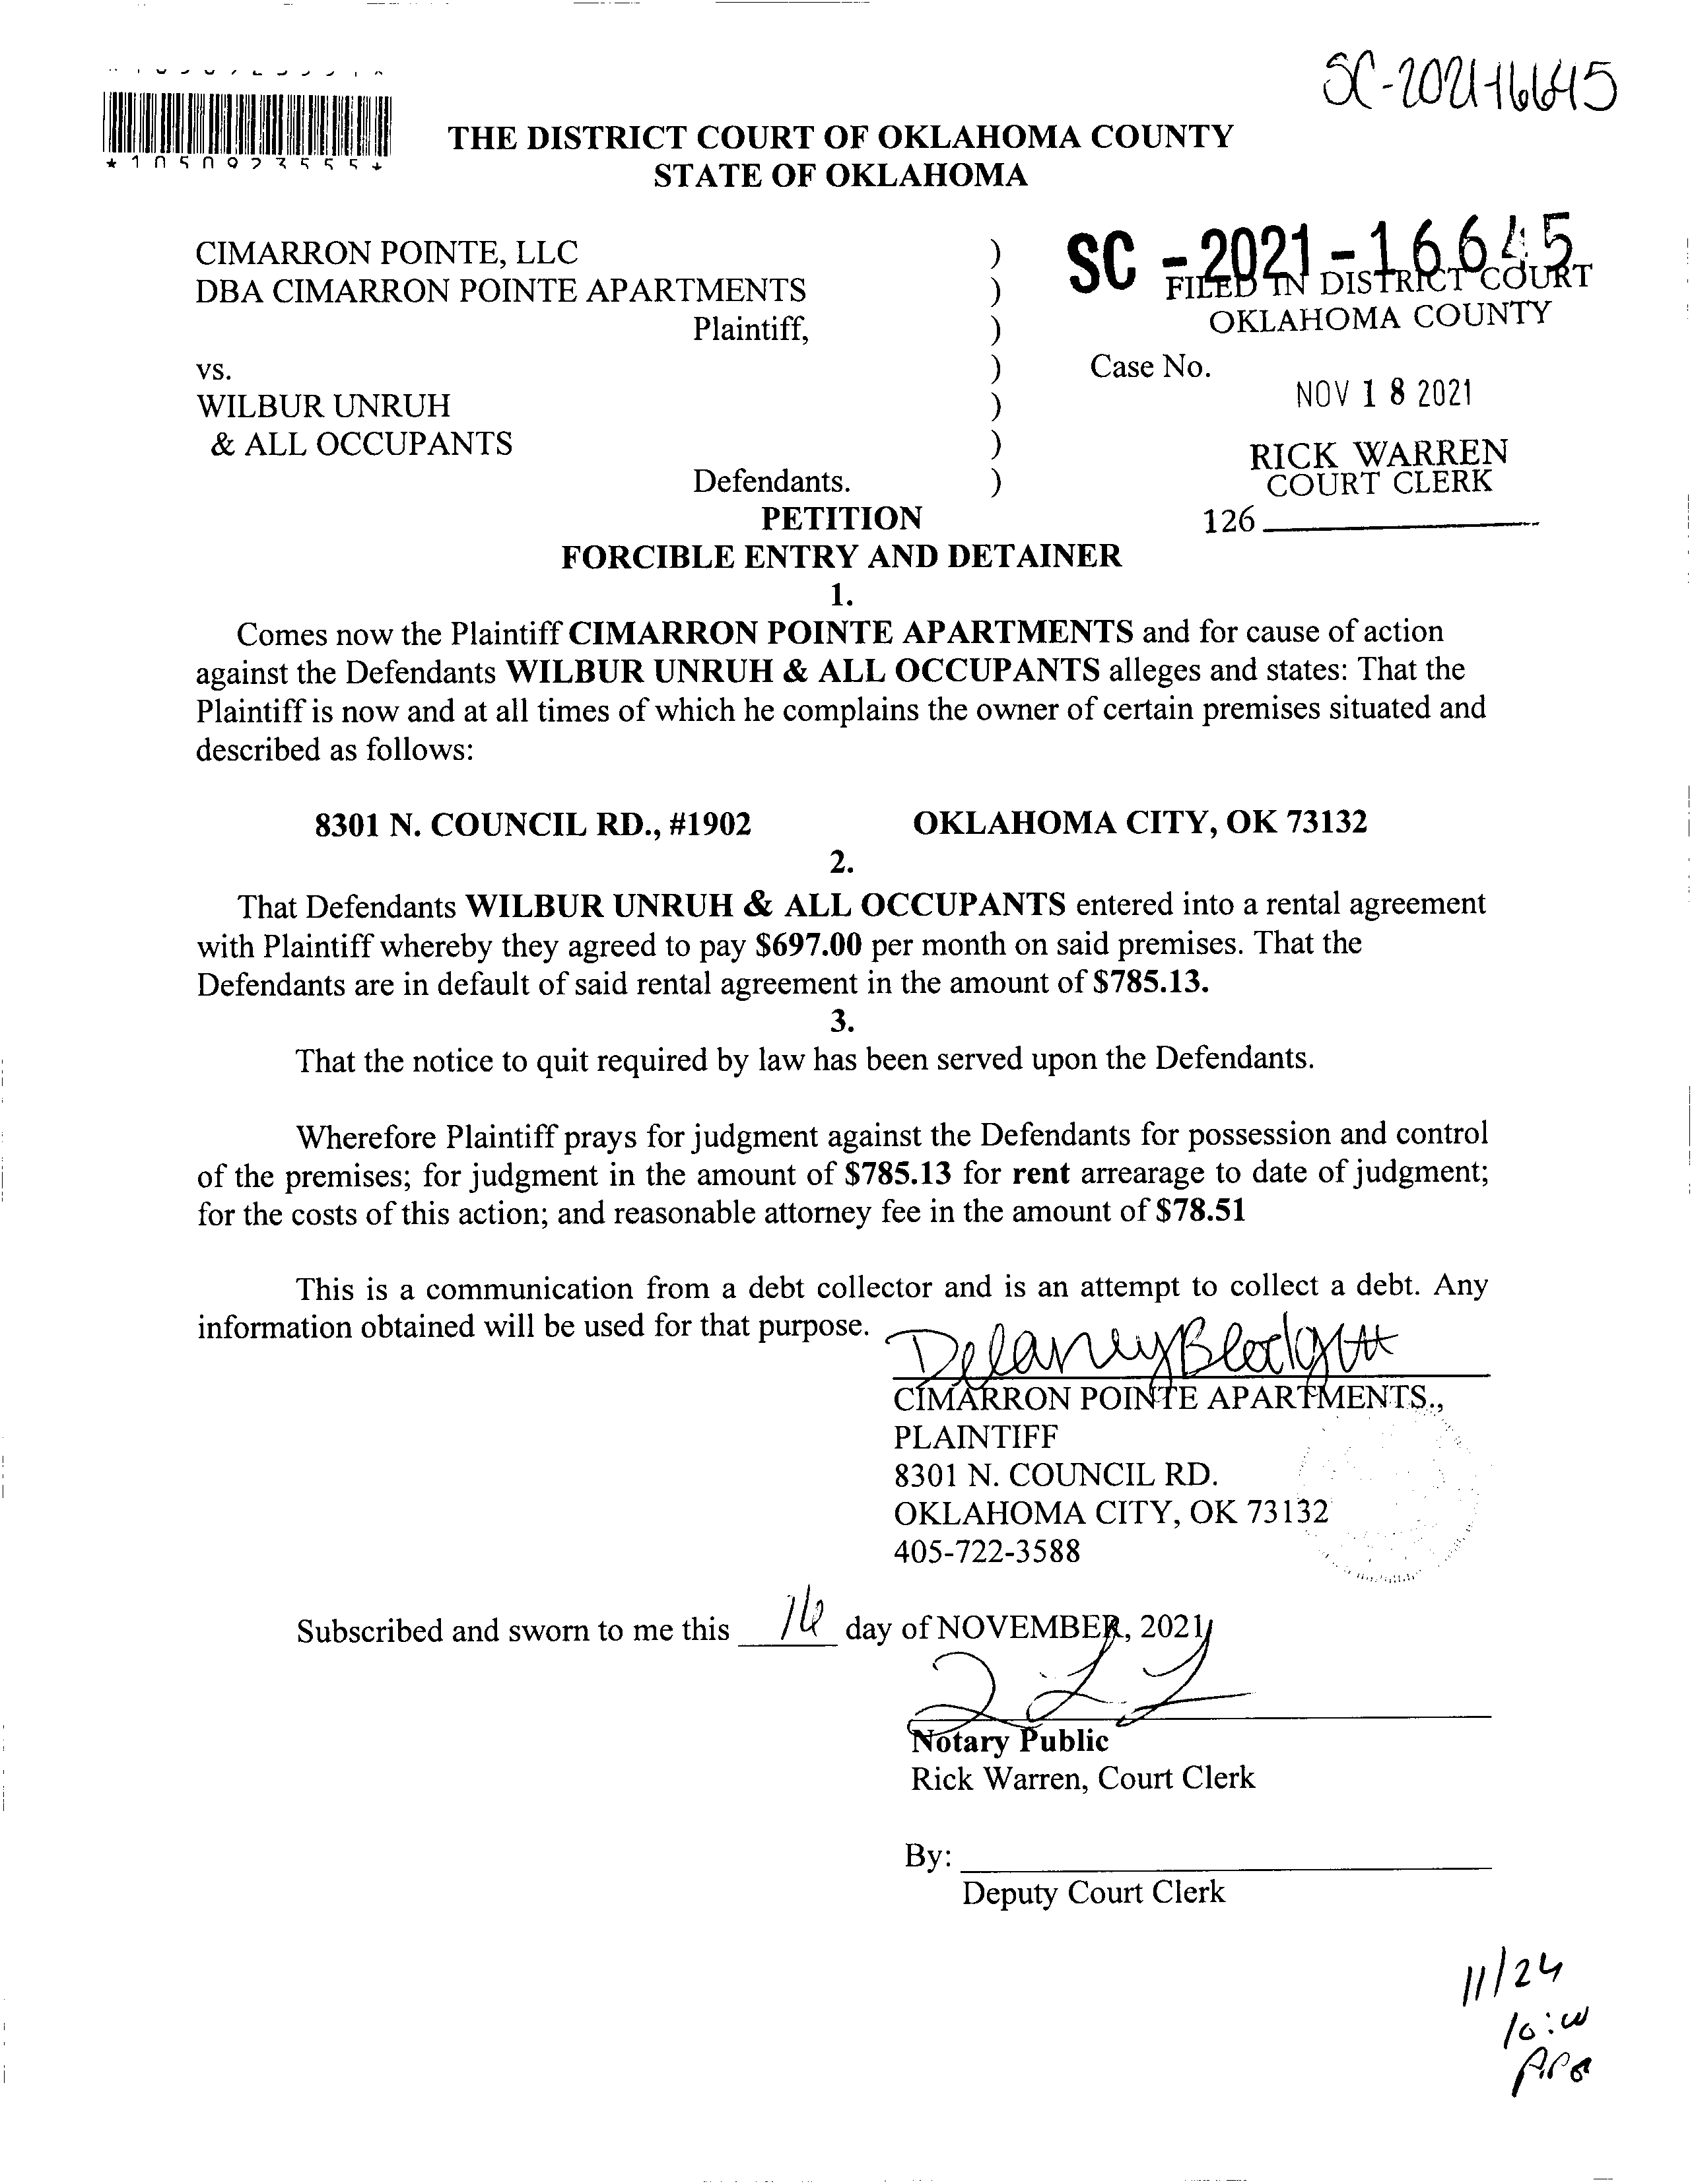 SC-2021-16645
*1050923555*
THE DISTRICT COURT OF OKLAHOMA COUNTY
STATE OF OKLAHOMA
CIMARRON POINTE, LLC )
DBA CIMARRON POINTE APARTMENTS )
Plaintiff, )
vs. )
WILBUR UNRUH )
& ALL OCCUPANTS )
Defendants. )
SC - 2021 - 16645
FILED IN DISTRICT COURT
OKLAHOMA COUNTY
Case No.
NOV 18 2021
RICK WARREN
COURT CLERK
126
PETITION
FORCIBLE ENTRY AND DETAINER
1.
Comes now the Plaintiff CIMARRON POINTE APARTMENTS and for cause of action
against the Defendants WILBUR UNRUH & ALL OCCUPANTS alleges and states: That the
Plaintiff is now and at all times of which he complains the owner of certain premises situated and
described as follows:
8301 N. COUNCIL RD., #1902 OKLAHOMA CITY, OK 73132
2.
That Defendants WILBUR UNRUH & ALL OCCUPANTS entered into a rental agreement
with Plaintiff whereby they agreed to pay $697.00 per month on said premises. That the
Defendants are in default of said rental agreement in the amount of $785.13.
3.
That the notice to quit required by law has been served upon the Defendants.
Wherefore Plaintiff prays for judgment against the Defendants for possession and control
of the premises; for judgment in the amount of $785.13 for rent arrearage to date of judgment;
for the costs of this action; and reasonable attorney fee in the amount of $78.51
This is a communication from a debt collector and is an attempt to collect a debt. Any
information obtained will be used for that purpose.
Delaney Blodgett
CIMARRON POINTE APARTMENTS.,
PLAINTIFF
8301 N. COUNCIL RD.
OKLAHOMA CITY, OK 73132
405-722-3588
Subscribed and sworn to me this 16 day of NOVEMBER, 2021
Notary Public
Rick Warren, Court Clerk
By:
Deputy Court Clerk
11/24